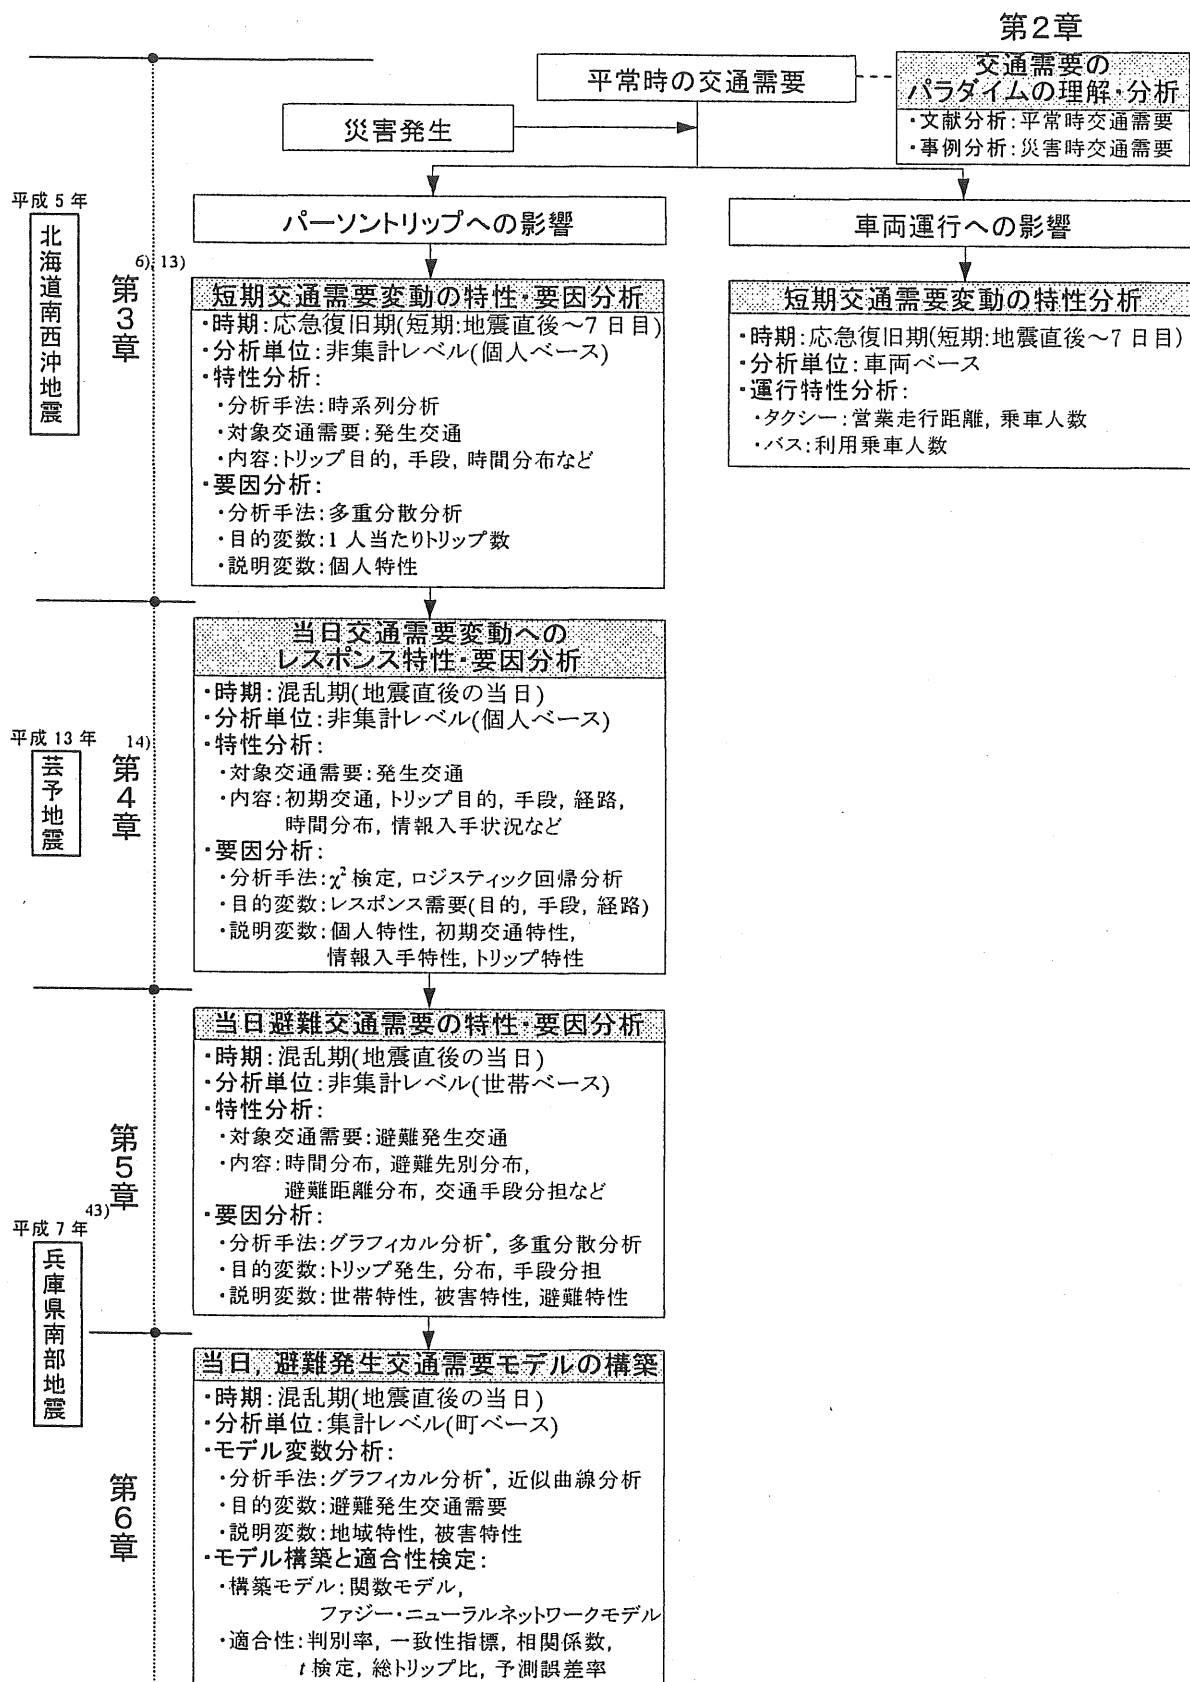 第2章
平常時の交通需要
交通需要の
パラダイムの理解・分析
・文献分析:平常時交通需要
・事例分析:災害時交通需要
災害発生
パーソントリップへの影響
車両運行への影響
平成 5 年
北海道南西沖地震
6), 13)
第3章
短期交通需要変動の特性・要因分析
・時期:応急復旧期(短期:地震直後～7 日目)
・分析単位:非集計レベル(個人ベース)
・特性分析:
・分析手法:時系列分析
・対象交通需要:発生交通
・内容:トリップ目的, 手段, 時間分布など
・要因分析:
・分析手法:多重分散分析
・目的変数:1 人当たりトリップ数
・説明変数:個人特性
短期交通需要変動の特性分析
・時期:応急復旧期(短期:地震直後～7 日目)
・分析単位:車両ベース
・運行特性分析:
・タクシー:営業走行距離, 乗車人数
・バス:利用乗車人数
平成 13 年
芸予地震
14)
第4章
当日交通需要変動への
レスポンス特性・要因分析
・時期:混乱期(地震直後の当日)
・分析単位:非集計レベル(個人ベース)
・特性分析:
・対象交通需要:発生交通
・内容:初期交通, トリップ目的, 手段, 経路,
時間分布, 情報入手状況など
・要因分析:
・分析手法:χ² 検定, ロジスティック回帰分析
・目的変数:レスポンス需要(目的, 手段, 経路)
・説明変数:個人特性, 初期交通特性,
情報入手特性, トリップ特性
平成 7 年
兵庫県南部地震
43)
第5章
当日避難交通需要の特性・要因分析
・時期:混乱期(地震直後の当日)
・分析単位:非集計レベル(世帯ベース)
・特性分析:
・対象交通需要:避難発生交通
・内容:時間分布, 避難先別分布,
避難距離分布, 交通手段分担など
・要因分析:
・分析手法:グラフィカル分析*, 多重分散分析
・目的変数:トリップ発生, 分布, 手段分担
・説明変数:世帯特性, 被害特性, 避難特性
第6章
当日, 避難発生交通需要モデルの構築
・時期:混乱期(地震直後の当日)
・分析単位:集計レベル(町ベース)
・モデル変数分析:
・分析手法:グラフィカル分析*, 近似曲線分析
・目的変数:避難発生交通需要
・説明変数:地域特性, 被害特性
・モデル構築と適合性検定:
・構築モデル:関数モデル,
ファジー・ニューラルネットワークモデル
・適合性:判別率, 一致性指標, 相関係数,
t 検定, 総トリップ比, 予測誤差率